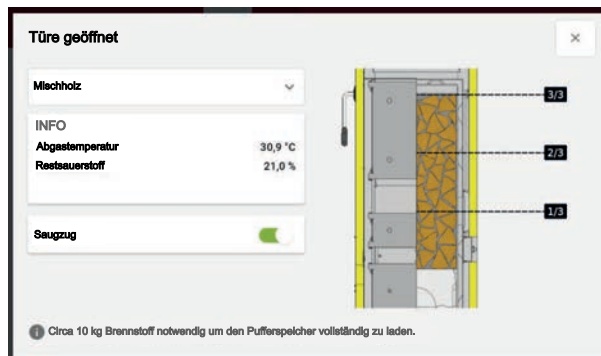 Türe geöffnet
×
Mischholz
INFO
Abgastemperatur 30,9 °C
Restsauerstoff 21,0 %
Saugzug
3/3
2/3
1/3
Circa 10 kg Brennstoff notwendig um den Pufferspeicher vollständig zu laden.